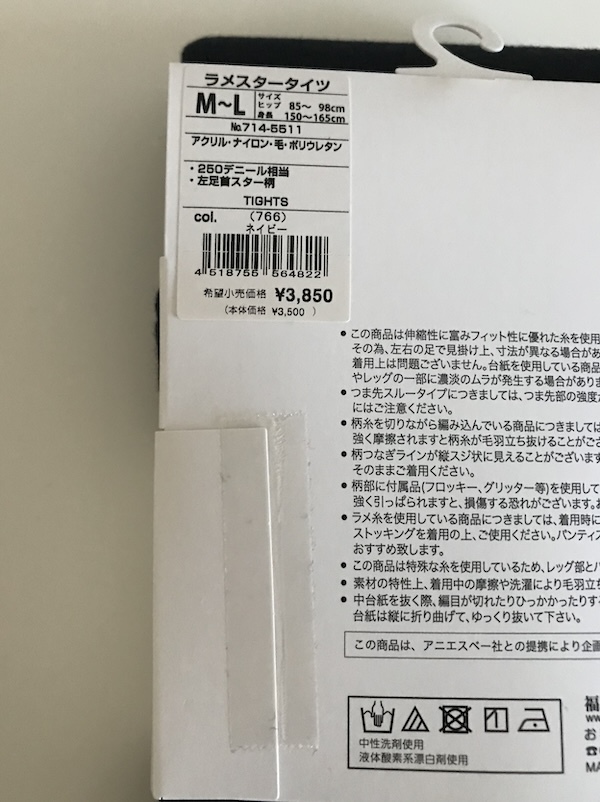 ラメスタータイツ
M~L
サイズ
ヒップ 85～ 98cm
身長 150～165cm
№714-5511
アクリル・ナイロン・毛・ポリウレタン
・250デニール相当
・左足首スター柄
TIGHTS
col. (766)
ネイビー
4 518755 564822
希望小売価格 ¥3,850
(本体価格 ¥3,500 )
●この商品は伸縮性に富みフィット性に優れた糸を使用
その為、左右の足で見掛け上、寸法が異なる場合があ
着用上は問題ございません。台紙を使用している商品
やレッグの一部に濃淡のムラが発生する場合がありま
●つま先スルータイプにつきましては、つま先部の強度が
にはご注意ください。
●柄糸を切りながら編み込んでいる商品につきましては
強く摩擦されますと柄糸が毛羽立ち抜けることがご
●柄つなぎラインが縦スジ状に見えることがございます
そのままご着用ください。
●柄部に付属品(フロッキー、グリッター等)を使用して
強く引っぱられますと、損傷する恐れがございます。
●ラメ糸を使用している商品につきましては、着用時に
ストッキングを着用の上、ご使用ください。パンティス
おすすめ致します。
●この商品は特殊な糸を使用しているため、レッグ部と
●素材の特性上、着用中の摩擦や洗濯により毛羽立
●中台紙を抜く際、編目が切れたりひっかかったりす
台紙は縦に折り曲げて、ゆっくり抜いて下さい。
この商品は、アニエスベー社との提携により企画
中性洗剤使用
液体酸素系漂白剤使用
福
ww
お
☎
MA